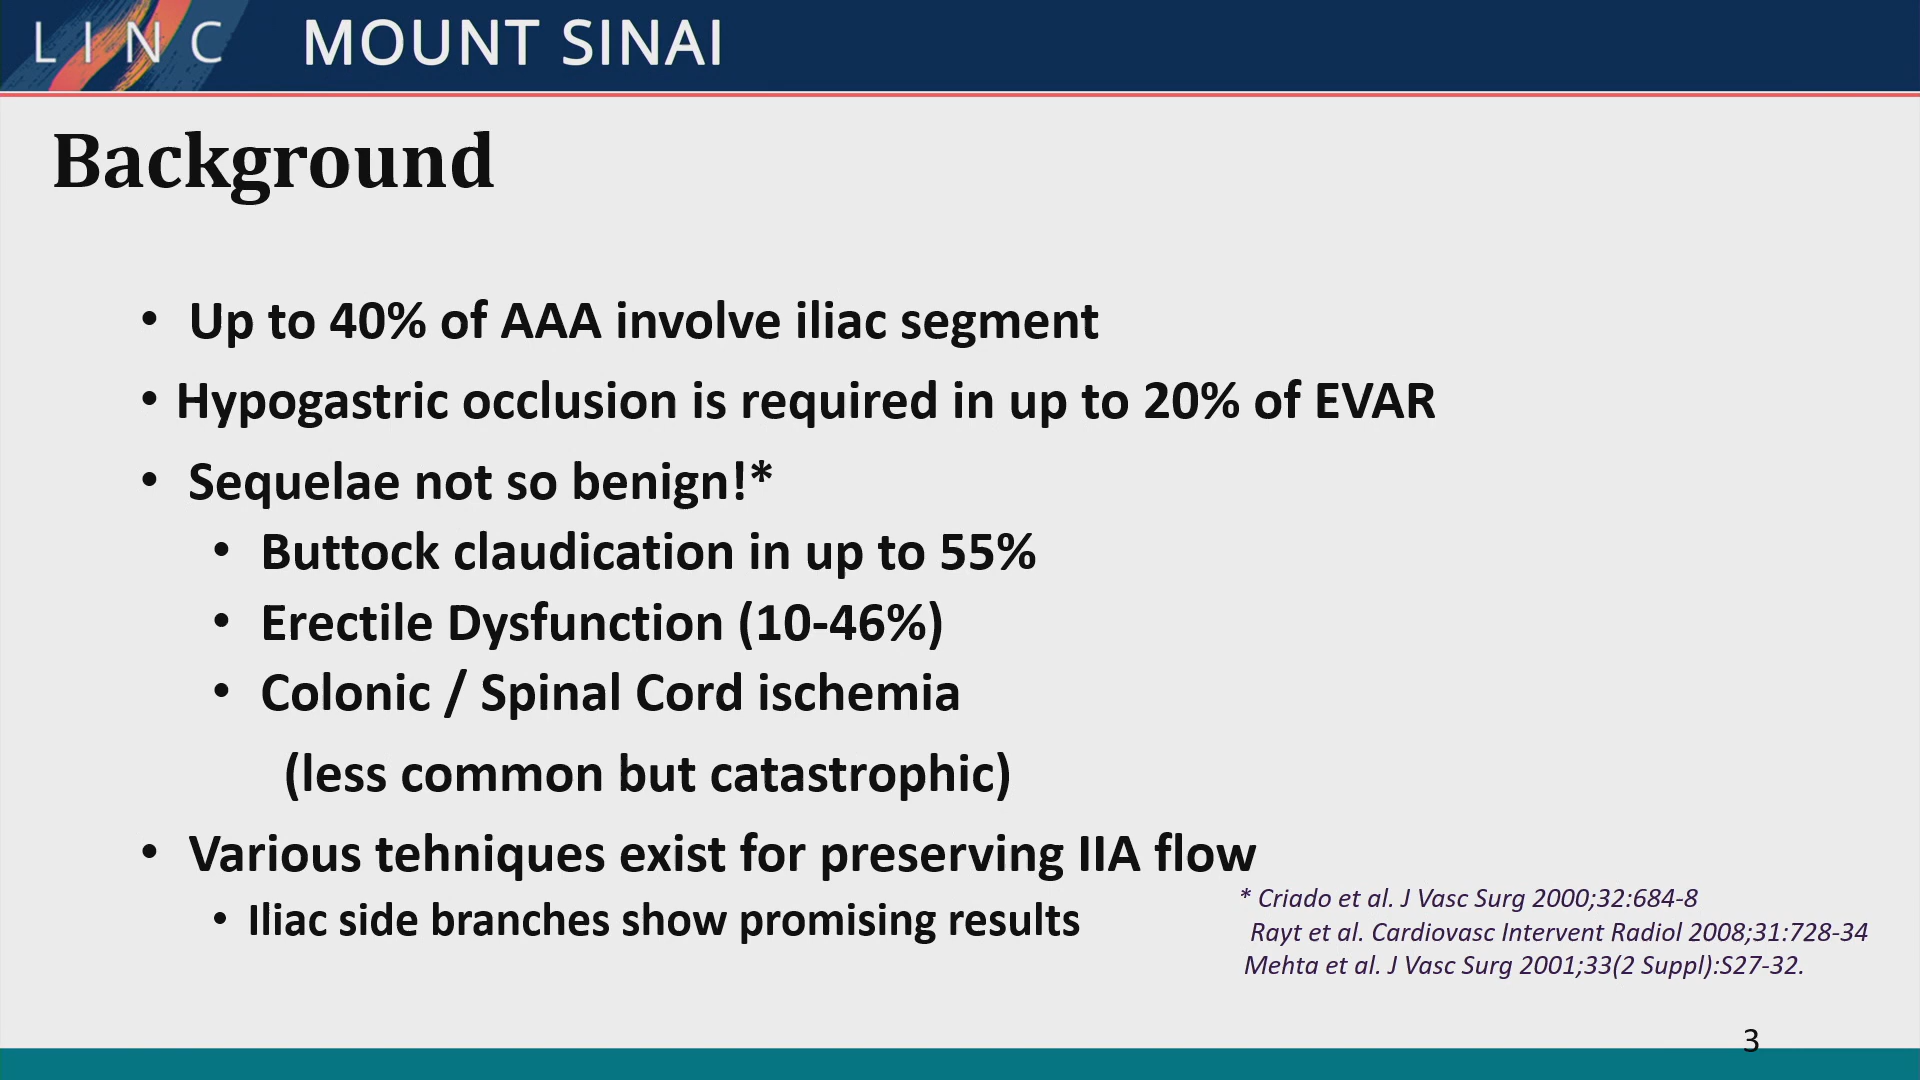 LINC MOUNT SINAI
Background
• Up to 40% of AAA involve iliac segment
• Hypogastric occlusion is required in up to 20% of EVAR
• Sequelae not so benign!*
• Buttock claudication in up to 55%
• Erectile Dysfunction (10-46%)
• Colonic / Spinal Cord ischemia
(less common but catastrophic)
• Various tehniques exist for preserving IIA flow
• Iliac side branches show promising results
* Criado et al. J Vasc Surg 2000;32:684-8
Rayt et al. Cardiovasc Intervent Radiol 2008;31:728-34
Mehta et al. J Vasc Surg 2001;33(2 Suppl):S27-32.
3